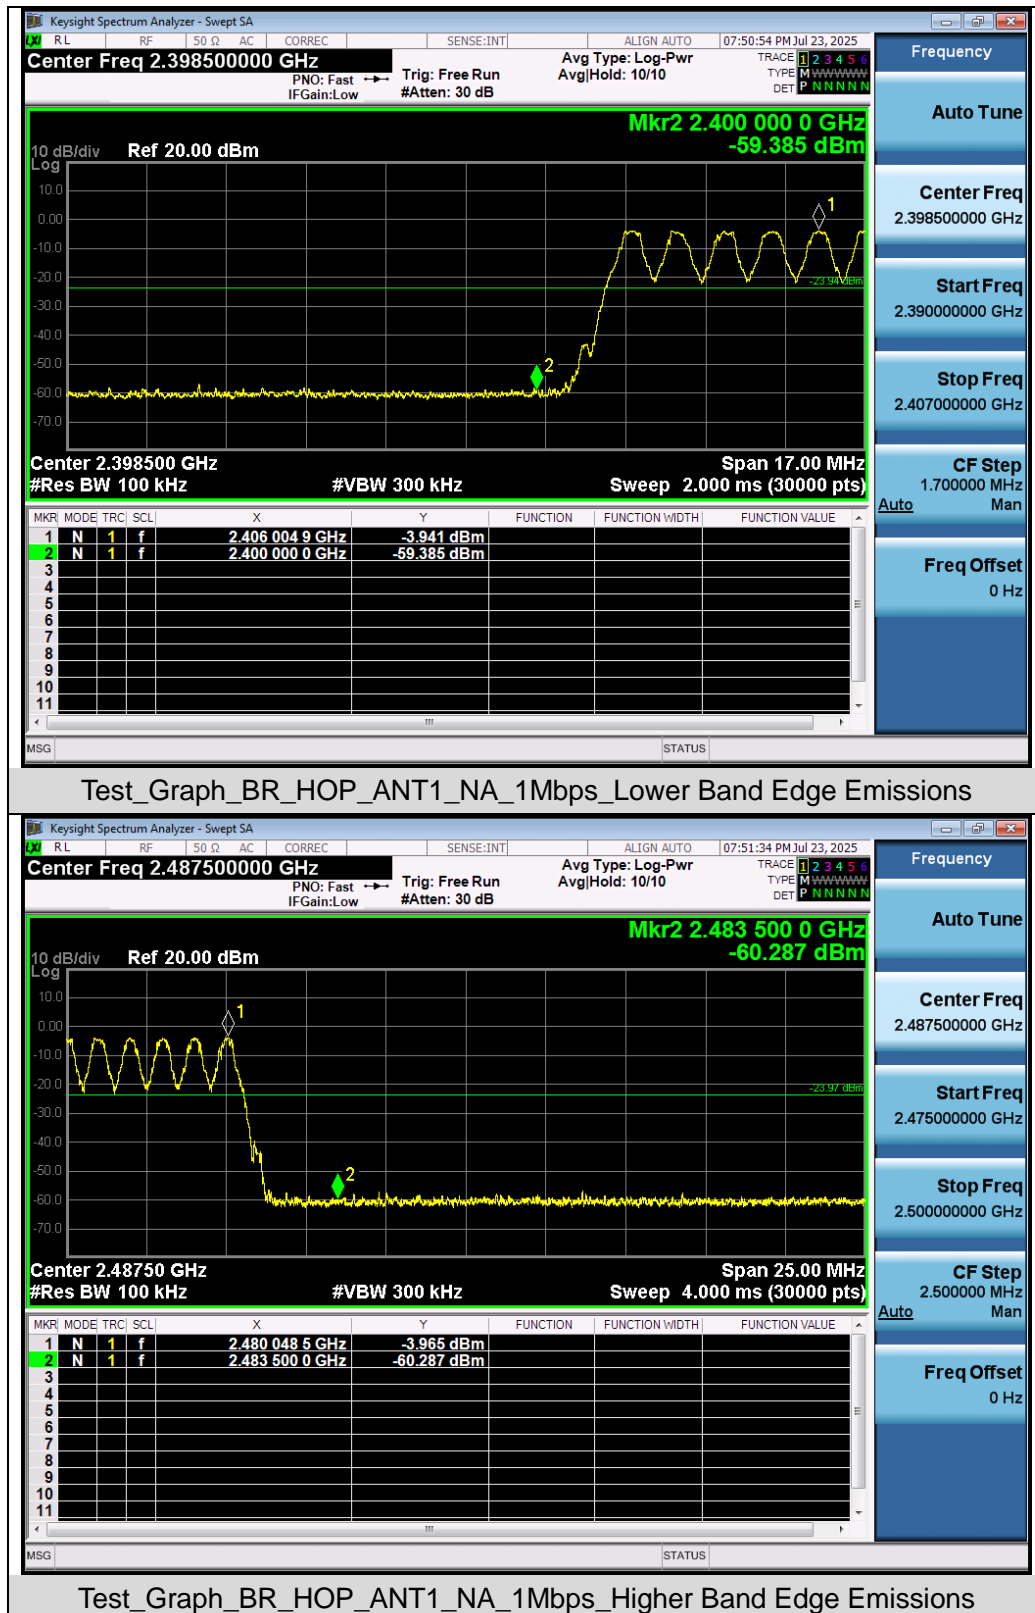 Keysight Spectrum Analyzer - Swept SA
LXI RL RF 50 Ω AC CORREC SENSE:INT ALIGN AUTO 07:50:54 PM Jul 23, 2025
Center Freq 2.398500000 GHz
PNO: Fast
IFGain:Low
Trig: Free Run
#Atten: 30 dB
Avg Type: Log-Pwr
Avg|Hold: 10/10
TRACE 1 2 3 4 5 6
TYPE M WWWWW
DET P N N N N N
Mkr2 2.400 000 0 GHz
-59.385 dBm
10 dB/div Ref 20.00 dBm
Log
10.0
0.00
-10.0
-20.0
-30.0
-40.0
-50.0
-60.0
-70.0
1
-23.94 dBm
2
Center 2.398500 GHz Span 17.00 MHz
#Res BW 100 kHz #VBW 300 kHz Sweep 2.000 ms (30000 pts)
MKR MODE TRC SCL X Y FUNCTION FUNCTION WIDTH FUNCTION VALUE
1 N 1 f 2.406 004 9 GHz -3.941 dBm
2 N 1 f 2.400 000 0 GHz -59.385 dBm
3
4
5
6
7
8
9
10
11
MSG STATUS
Frequency
Auto Tune
Center Freq
2.398500000 GHz
Start Freq
2.390000000 GHz
Stop Freq
2.407000000 GHz
CF Step
1.700000 MHz
Auto Man
Freq Offset
0 Hz
Test_Graph_BR_HOP_ANT1_NA_1Mbps_Lower Band Edge Emissions
Keysight Spectrum Analyzer - Swept SA
LXI RL RF 50 Ω AC CORREC SENSE:INT ALIGN AUTO 07:51:34 PM Jul 23, 2025
Center Freq 2.487500000 GHz
PNO: Fast
IFGain:Low
Trig: Free Run
#Atten: 30 dB
Avg Type: Log-Pwr
Avg|Hold: 10/10
TRACE 1 2 3 4 5 6
TYPE M WWWWW
DET P N N N N N
Mkr2 2.483 500 0 GHz
-60.287 dBm
10 dB/div Ref 20.00 dBm
Log
10.0
0.00
-10.0
-20.0
-30.0
-40.0
-50.0
-60.0
-70.0
1
-23.97 dBm
2
Center 2.48750 GHz Span 25.00 MHz
#Res BW 100 kHz #VBW 300 kHz Sweep 4.000 ms (30000 pts)
MKR MODE TRC SCL X Y FUNCTION FUNCTION WIDTH FUNCTION VALUE
1 N 1 f 2.480 048 5 GHz -3.965 dBm
2 N 1 f 2.483 500 0 GHz -60.287 dBm
3
4
5
6
7
8
9
10
11
MSG STATUS
Frequency
Auto Tune
Center Freq
2.487500000 GHz
Start Freq
2.475000000 GHz
Stop Freq
2.500000000 GHz
CF Step
2.500000 MHz
Auto Man
Freq Offset
0 Hz
Test_Graph_BR_HOP_ANT1_NA_1Mbps_Higher Band Edge Emissions